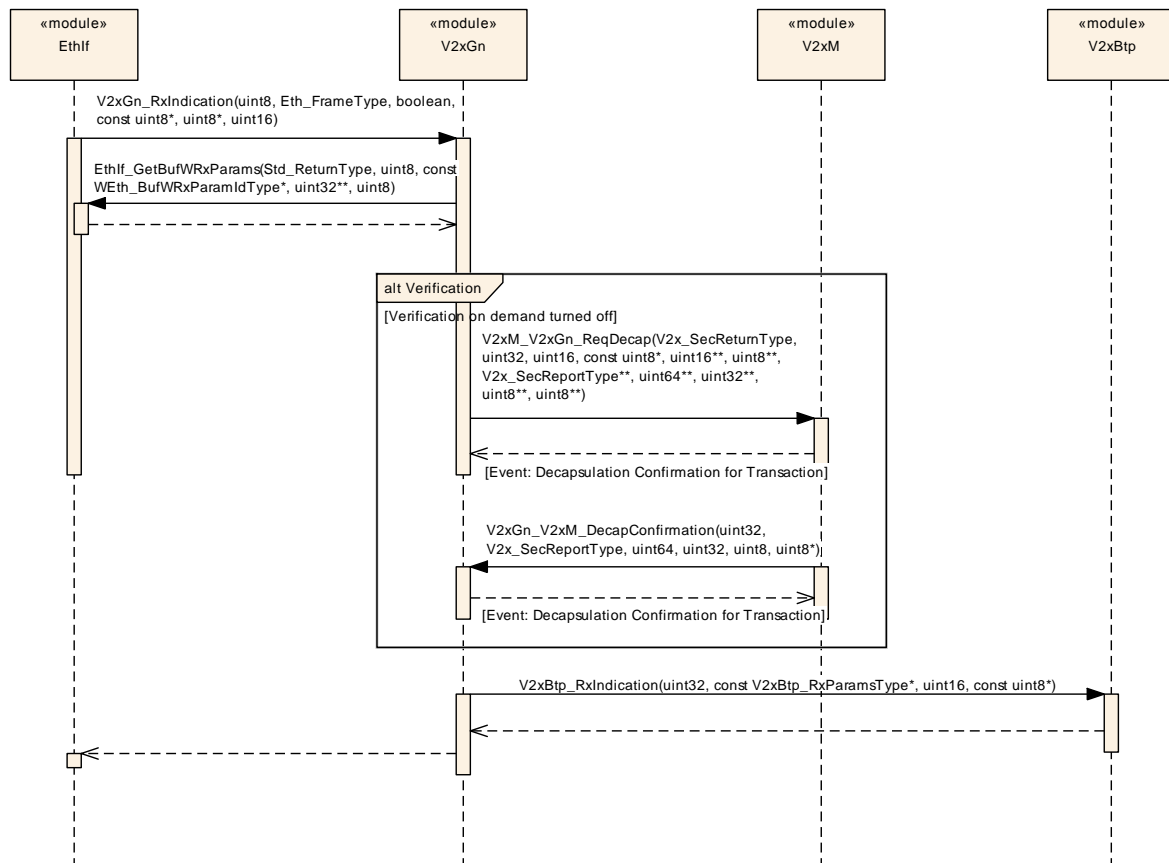 «module»
EthIf
«module»
V2xGn
«module»
V2xM
«module»
V2xBtp
V2xGn_RxIndication(uint8, Eth_FrameType, boolean,
const uint8*, uint8*, uint16)
EthIf_GetBufWRxParams(Std_ReturnType, uint8, const
WEth_BufWRxParamIdType*, uint32**, uint8)
alt Verification
[Verification on demand turned off]
V2xM_V2xGn_ReqDecap(V2x_SecReturnType,
uint32, uint16, const uint8*, uint16**, uint8**,
V2x_SecReportType**, uint64**, uint32**,
uint8**, uint8**)
[Event: Decapsulation Confirmation for Transaction]
V2xGn_V2xM_DecapConfirmation(uint32,
V2x_SecReportType, uint64, uint32, uint8, uint8*)
[Event: Decapsulation Confirmation for Transaction]
V2xBtp_RxIndication(uint32, const V2xBtp_RxParamsType*, uint16, const uint8*)